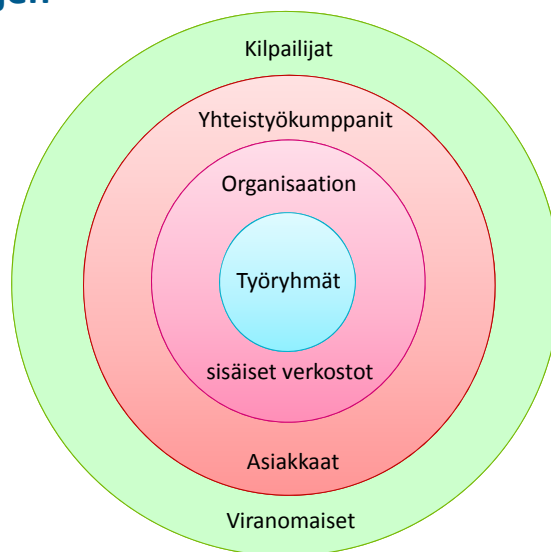 Kilpailijat
Yhteistyökumppanit
Organisaation
Työryhmät
sisäiset verkostot
Asiakkaat
Viranomaiset